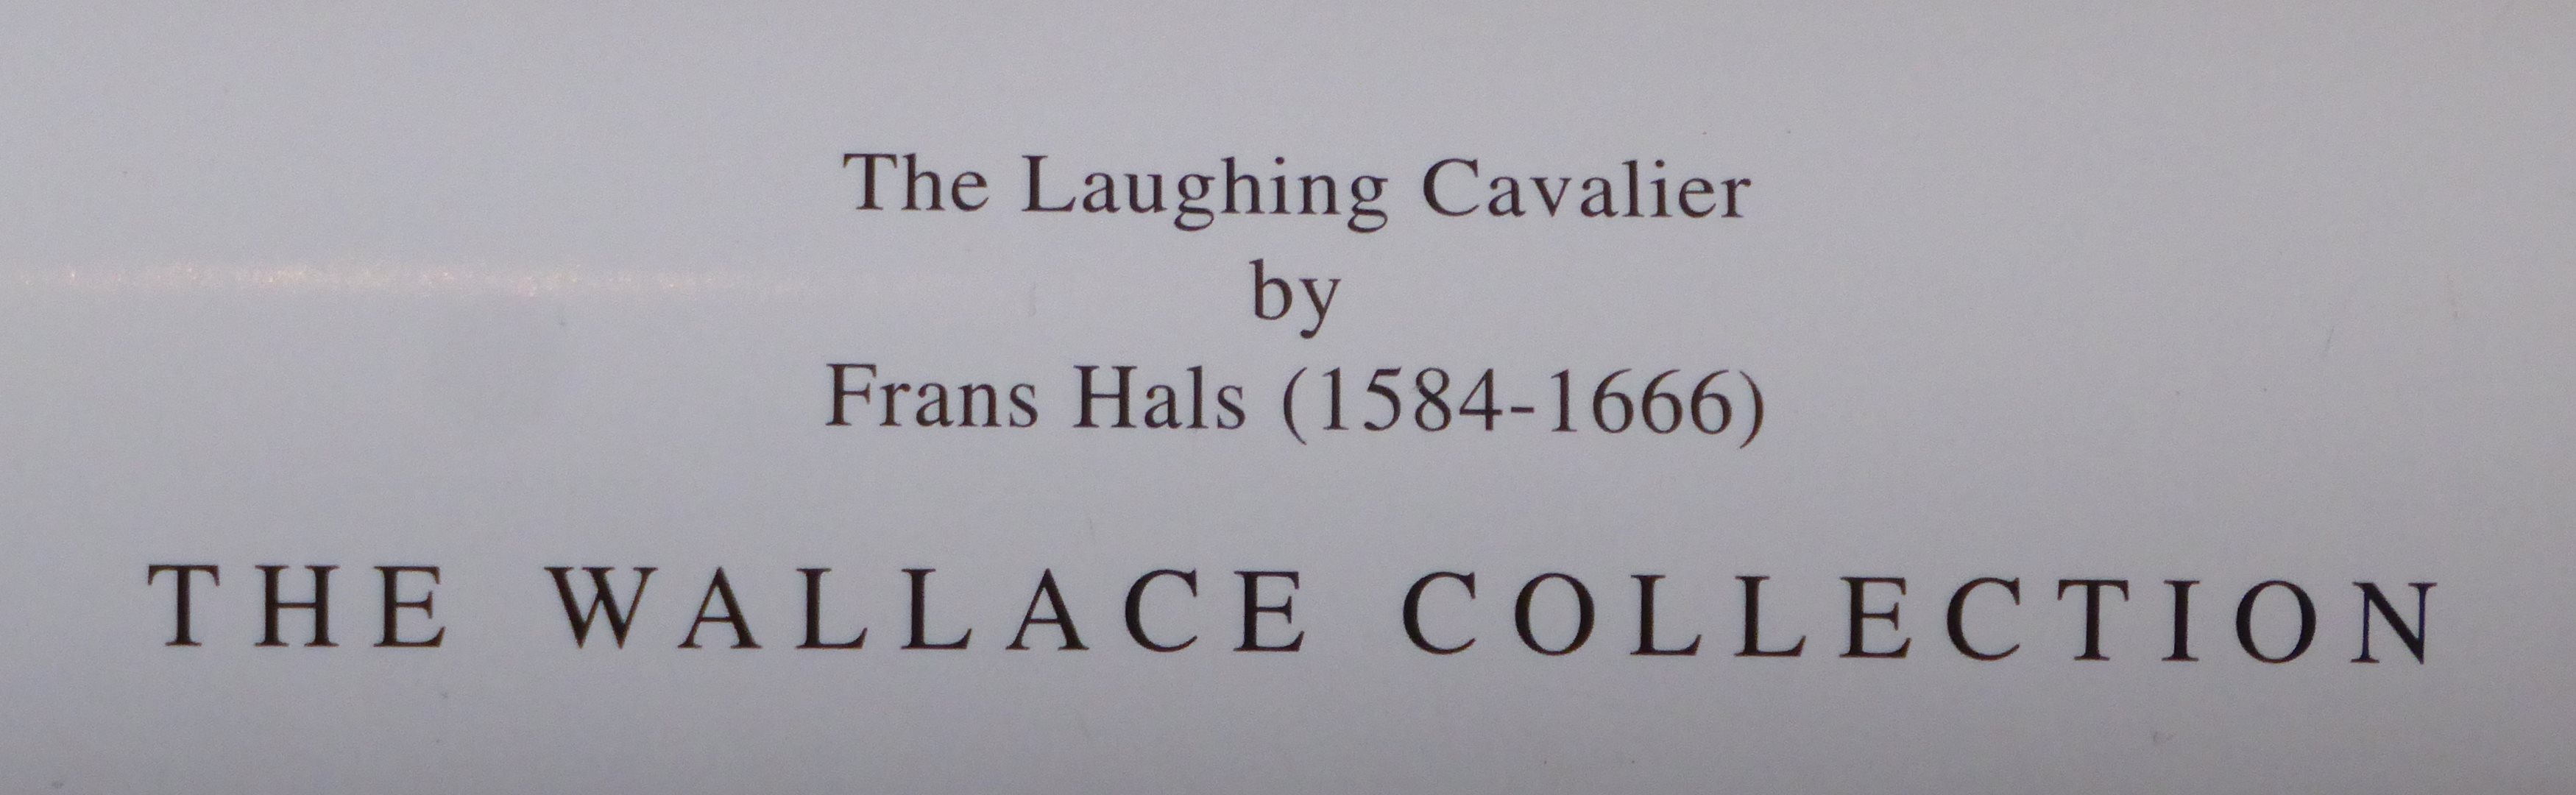 The Laughing Cavalier
by
Frans Hals (1584-1666)
THE WALLACE COLLECTION